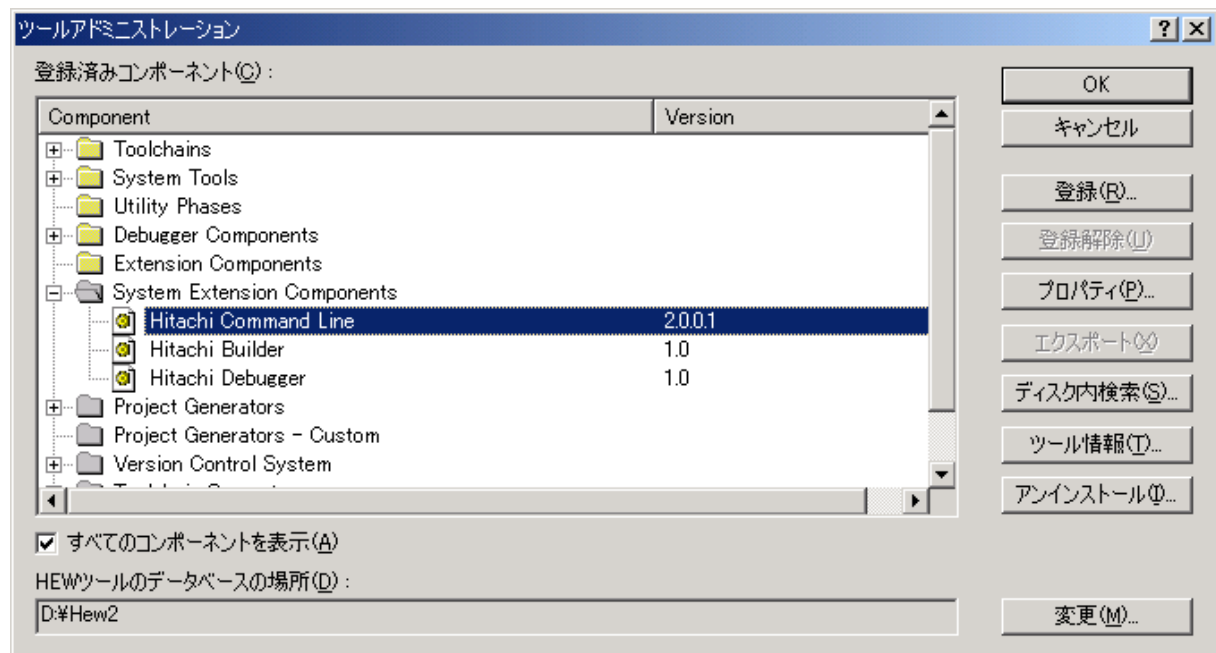 ツールアドミニストレーション
登録済みコンポーネント(C) :
Component Version
Toolchains
System Tools
Utility Phases
Debugger Components
Extension Components
System Extension Components
Hitachi Command Line 2.0.0.1
Hitachi Builder 1.0
Hitachi Debugger 1.0
Project Generators
Project Generators - Custom
Version Control System
すべてのコンポーネントを表示(A)
HEWツールのデータベースの場所(D) :
D:¥Hew2
OK
キャンセル
登録(R)...
登録解除(U)
プロパティ(P)...
エクスポート(X)
ディスク内検索(S)...
ツール情報(T)...
アンインストール(I)...
変更(M)...